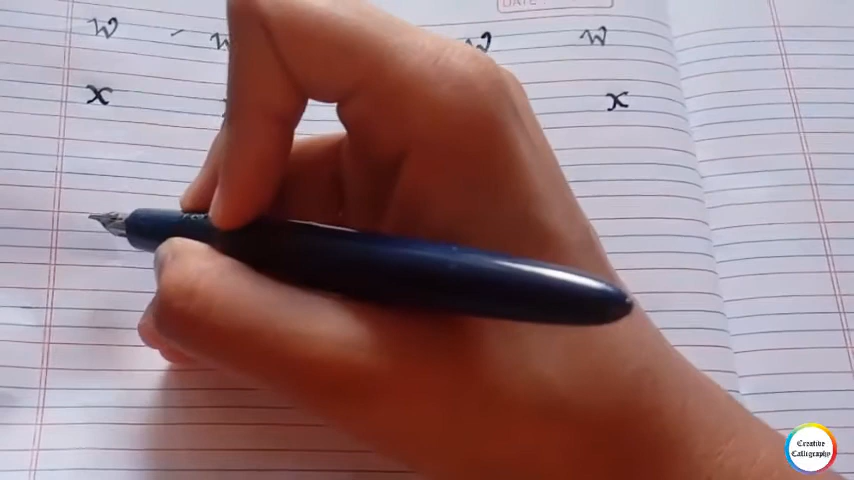 DATE
w w w w
x x
Creative
Calligraphy